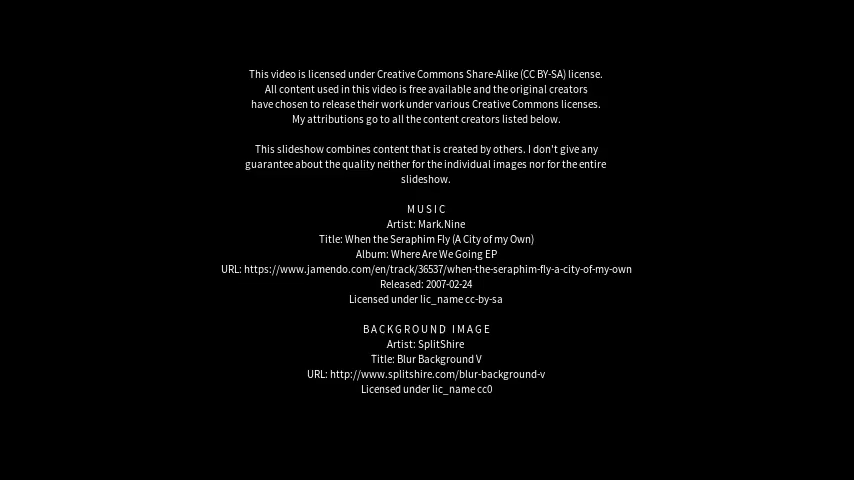 This video is licensed under Creative Commons Share-Alike (CC BY-SA) license.
All content used in this video is free available and the original creators
have chosen to release their work under various Creative Commons licenses.
My attributions go to all the content creators listed below.
This slideshow combines content that is created by others. I don't give any
guarantee about the quality neither for the individual images nor for the entire
slideshow.
MUSIC
Artist: Mark.Nine
Title: When the Seraphim Fly (A City of my Own)
Album: Where Are We Going EP
URL: https://www.jamendo.com/en/track/36537/when-the-seraphim-fly-a-city-of-my-own
Released: 2007-02-24
Licensed under lic_name cc-by-sa
BACKGROUND IMAGE
Artist: SplitShire
Title: Blur Background V
URL: http://www.splitshire.com/blur-background-v
Licensed under lic_name cc0